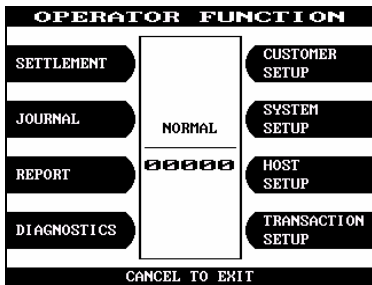 OPERATOR FUNCTION
SETTLEMENT
JOURNAL
REPORT
DIAGNOSTICS
NORMAL
00000
CUSTOMER
SETUP
SYSTEM
SETUP
HOST
SETUP
TRANSACTION
SETUP
CANCEL TO EXIT